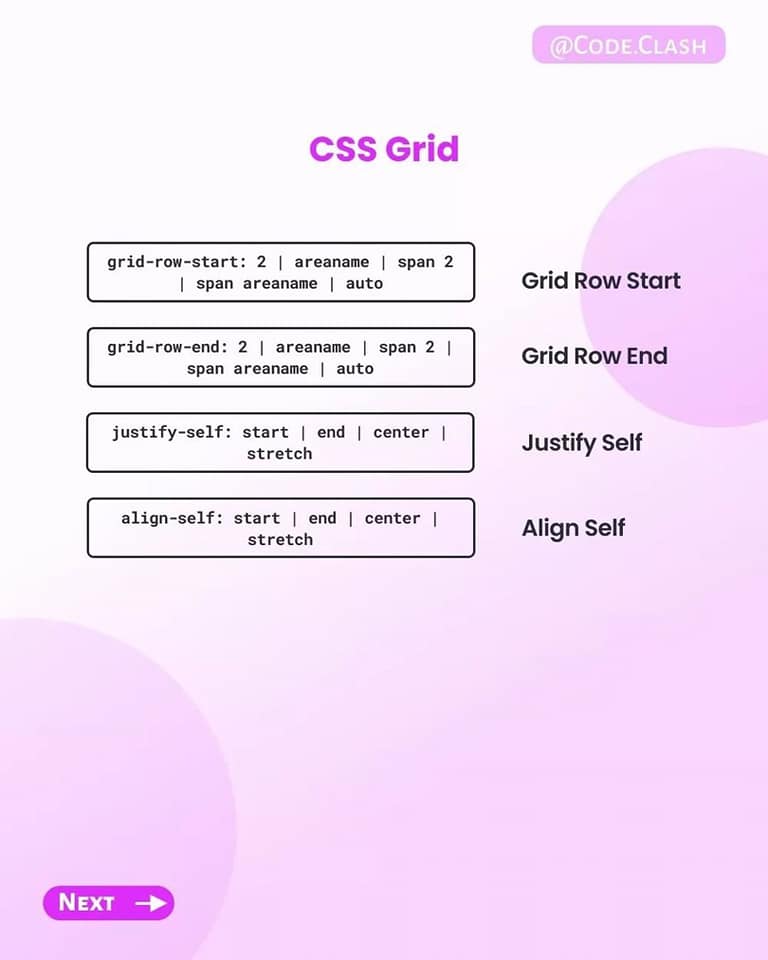 @Code.Clash
CSS Grid
grid-row-start: 2 | areaname | span 2
| span areaname | auto
Grid Row Start
grid-row-end: 2 | areaname | span 2 |
span areaname | auto
Grid Row End
justify-self: start | end | center |
stretch
Justify Self
align-self: start | end | center |
stretch
Align Self
Next